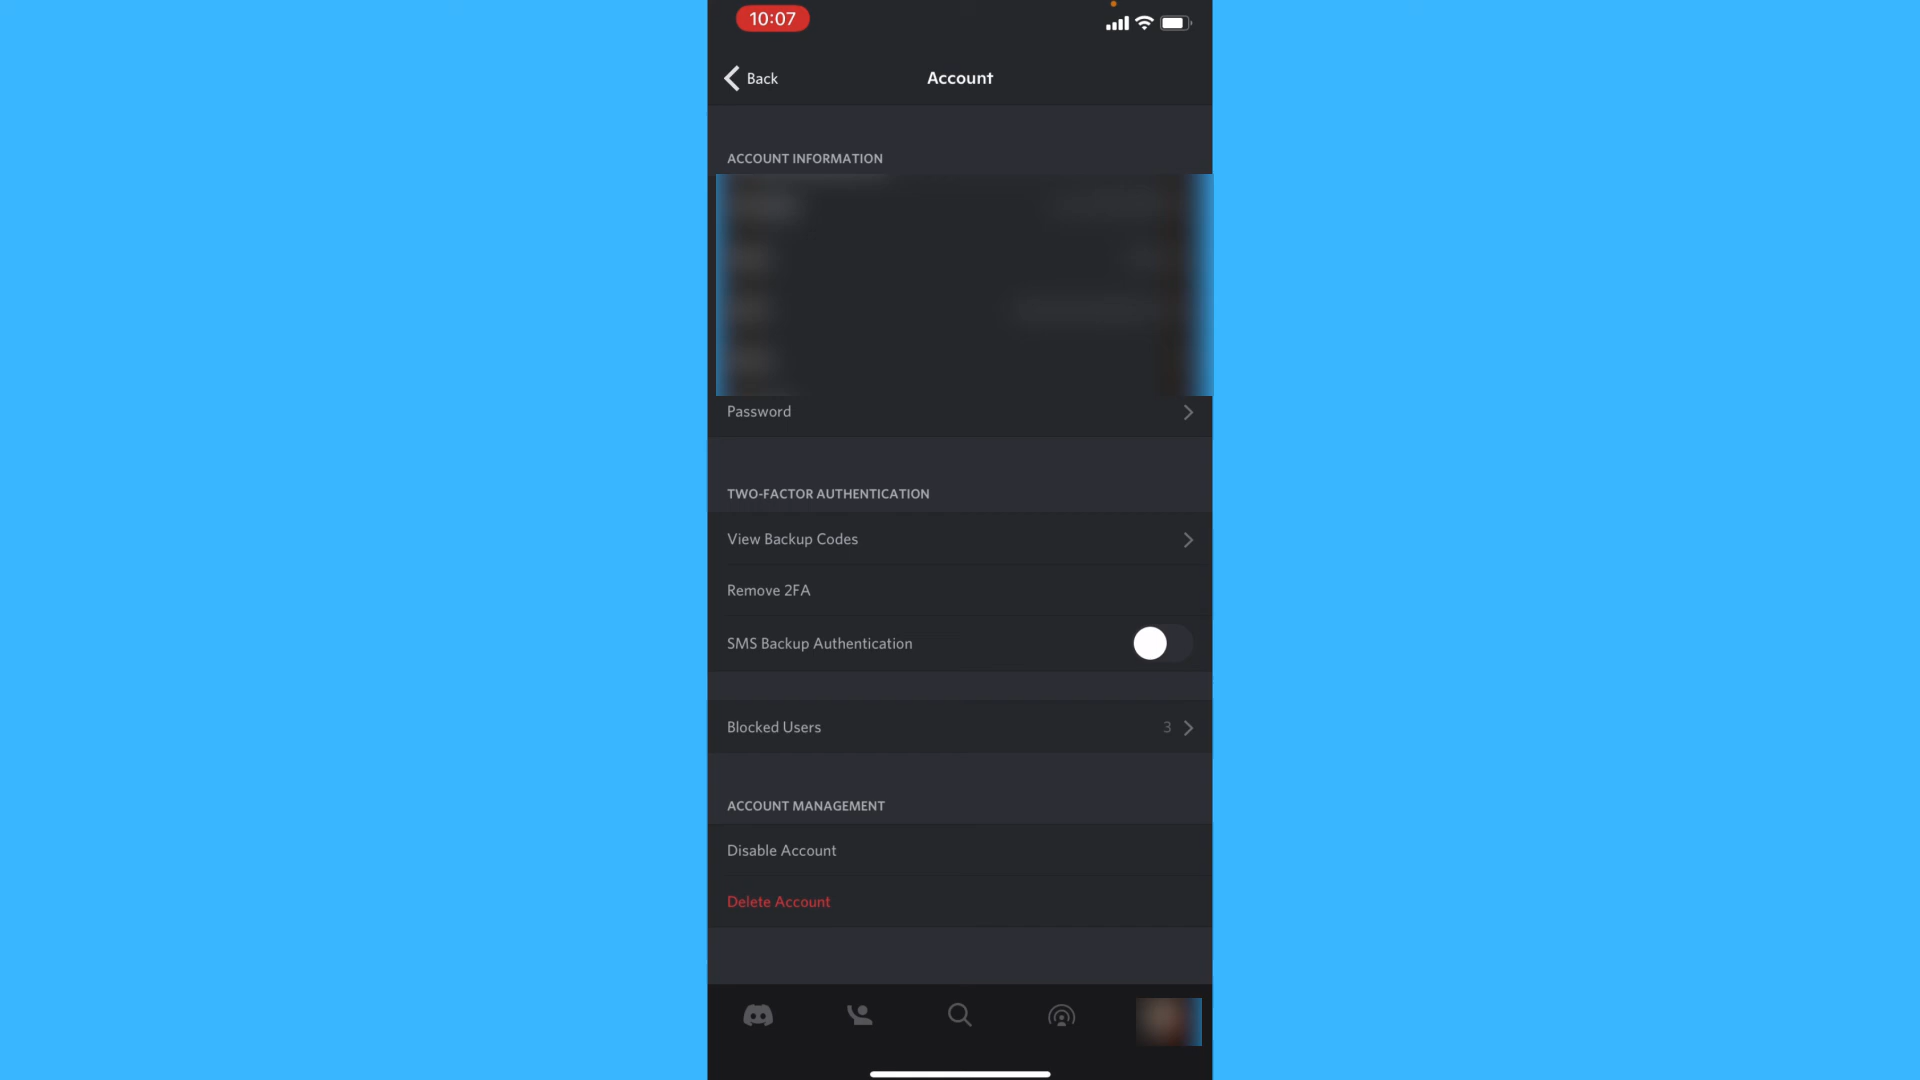 10:07
Back
Account
ACCOUNT INFORMATION
Password
TWO-FACTOR AUTHENTICATION
View Backup Codes
Remove 2FA
SMS Backup Authentication
Blocked Users 3
ACCOUNT MANAGEMENT
Disable Account
Delete Account